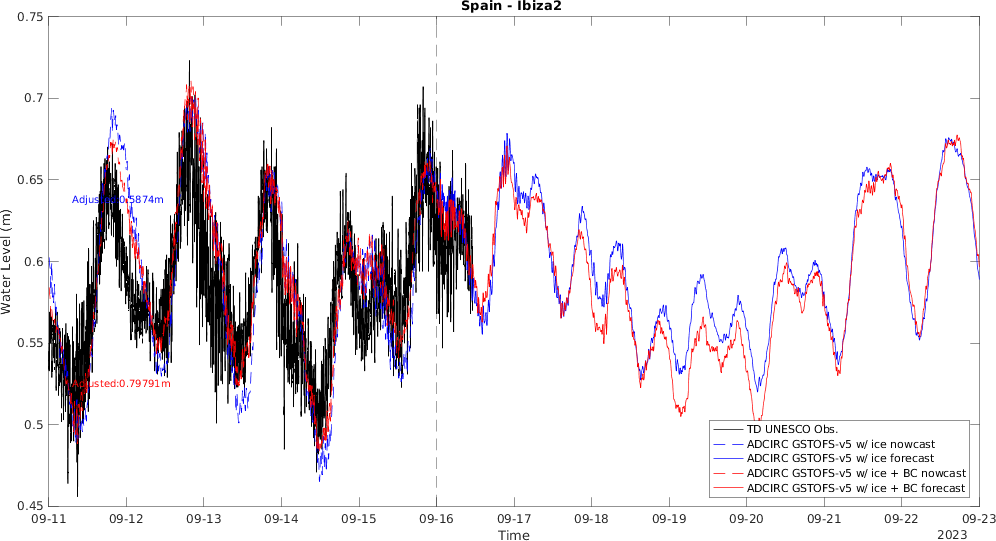 Spain - Ibiza2
0.75
0.7
0.65
0.6
0.55
0.5
0.45
Water Level (m)
Adjusted:0.5874m
Adjusted:0.79791m
TD UNESCO Obs.
ADCIRC GSTOFS-v5 w/ ice nowcast
ADCIRC GSTOFS-v5 w/ ice forecast
ADCIRC GSTOFS-v5 w/ ice + BC nowcast
ADCIRC GSTOFS-v5 w/ ice + BC forecast
09-11 09-12 09-13 09-14 09-15 09-16 09-17 09-18 09-19 09-20 09-21 09-22 09-23
Time
2023